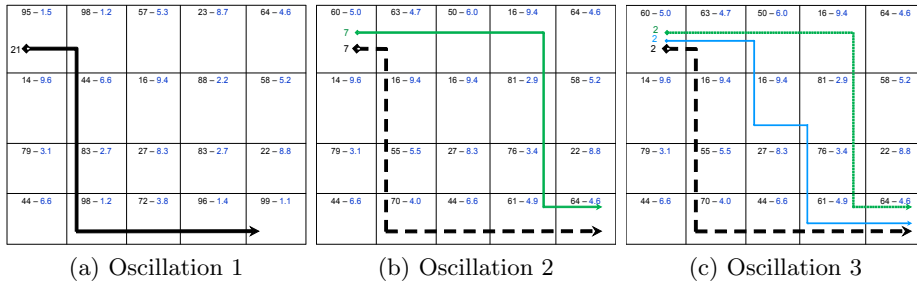 95 – 1.5 98 – 1.2 57 – 5.3 23 – 8.7 64 – 4.6
21
14 – 9.6 44 – 6.6 16 – 9.4 88 – 2.2 58 – 5.2
79 – 3.1 83 – 2.7 27 – 8.3 83 – 2.7 22 – 8.8
44 – 6.6 98 – 1.2 72 – 3.8 96 – 1.4 99 – 1.1
(a) Oscillation 1
60 – 5.0 63 – 4.7 50 – 6.0 16 – 9.4 64 – 4.6
7
7
14 – 9.6 16 – 9.4 16 – 9.4 81 – 2.9 58 – 5.2
79 – 3.1 55 – 5.5 27 – 8.3 76 – 3.4 22 – 8.8
44 – 6.6 70 – 4.0 44 – 6.6 61 – 4.9 64 – 4.6
(b) Oscillation 2
60 – 5.0 63 – 4.7 50 – 6.0 16 – 9.4 64 – 4.6
2
2
2
14 – 9.6 16 – 9.4 16 – 9.4 81 – 2.9 58 – 5.2
79 – 3.1 55 – 5.5 27 – 8.3 76 – 3.4 22 – 8.8
44 – 6.6 70 – 4.0 44 – 6.6 61 – 4.9 64 – 4.6
(c) Oscillation 3